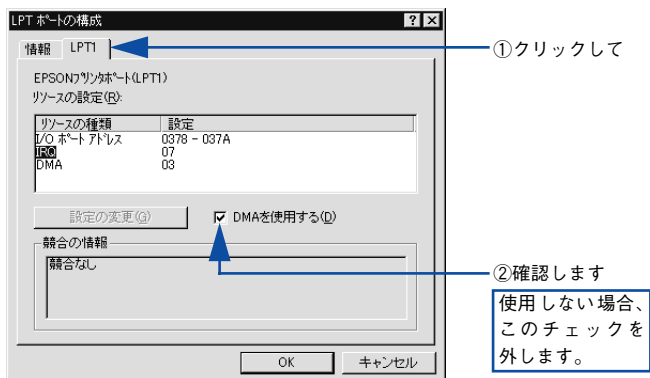 LPT ポートの構成
情報 LPT1
①クリックして
EPSONプリンタポート(LPT1)
リソースの設定(R):
リソースの種類 設定
I/O ポート アドレス 0378 - 037A
IRQ 07
DMA 03
設定の変更(G) DMAを使用する(D)
競合の情報
競合なし
②確認します
使用しない場合、
このチェックを
外します。
OK キャンセル